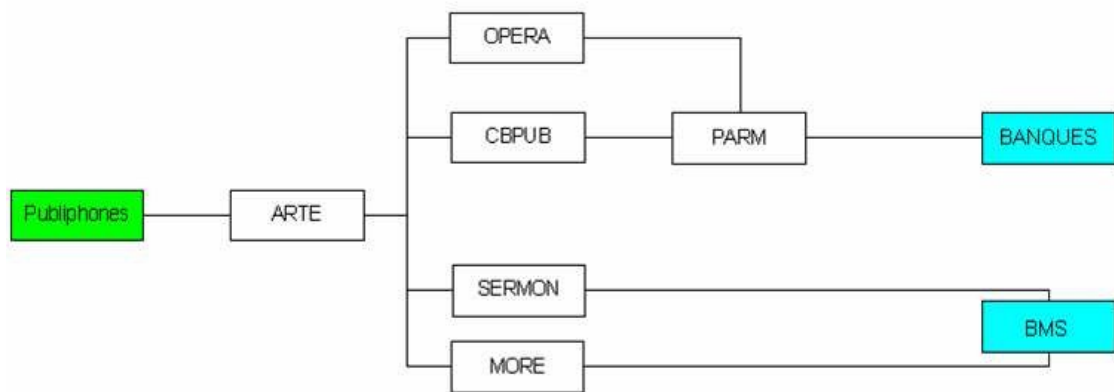 OPERA
CBPUB
PARM
BANQUES
Publiphones
ARTE
SERMON
BMS
MORE